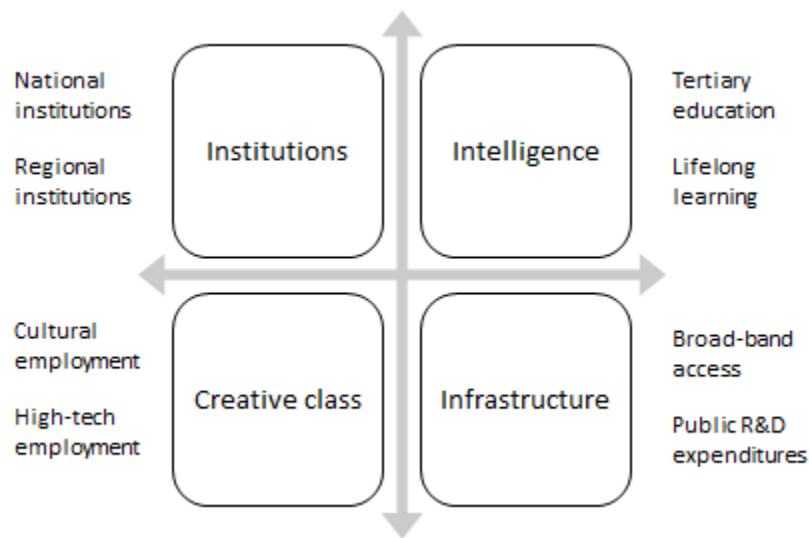 National
institutions
Regional
institutions
Institutions
Intelligence
Tertiary
education
Lifelong
learning
Cultural
employment
High-tech
employment
Creative class
Infrastructure
Broad-band
access
Public R&D
expenditures